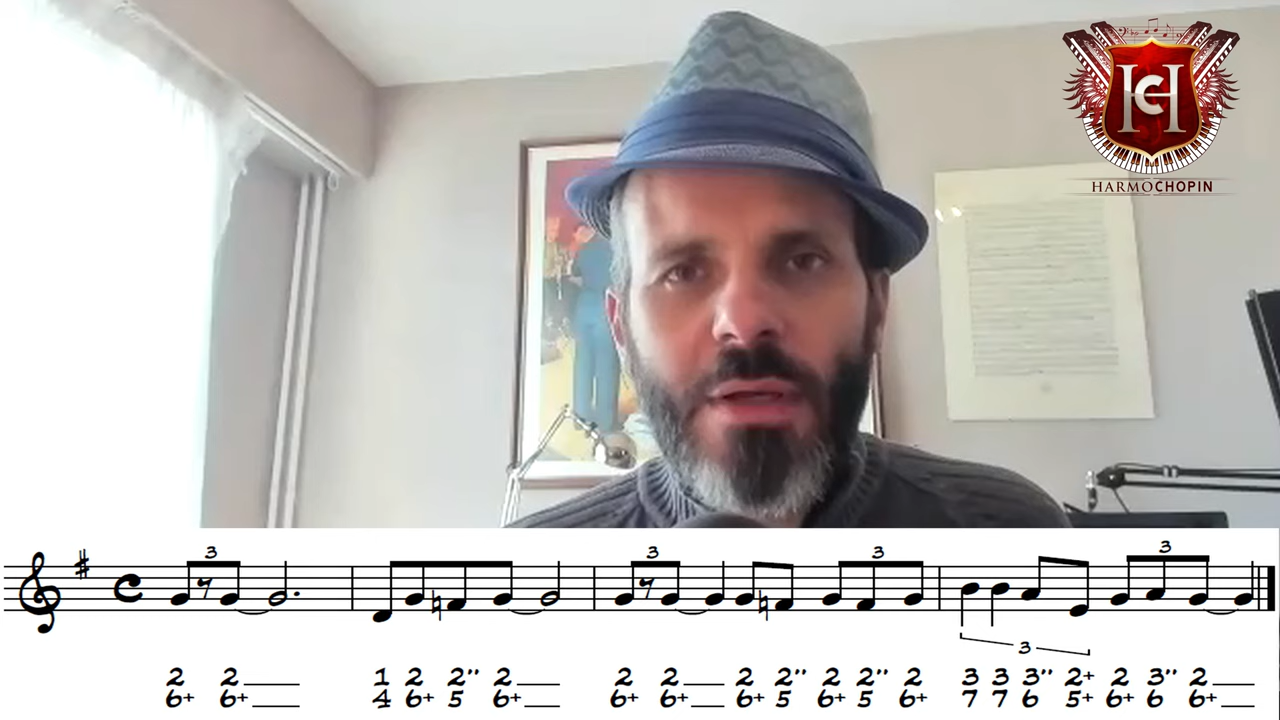 HC
HARMOCHOPIN
3 3 3 3
3
2 2 1 2 2'' 2 2 2 2 2'' 2 2'' 2 3 3 3'' 2+ 2 3'' 2
6+ 6+ 4 6+ 5 6+ 6+ 6+ 6+ 5 6+ 5 6+ 7 7 6 5+ 6+ 6 6+